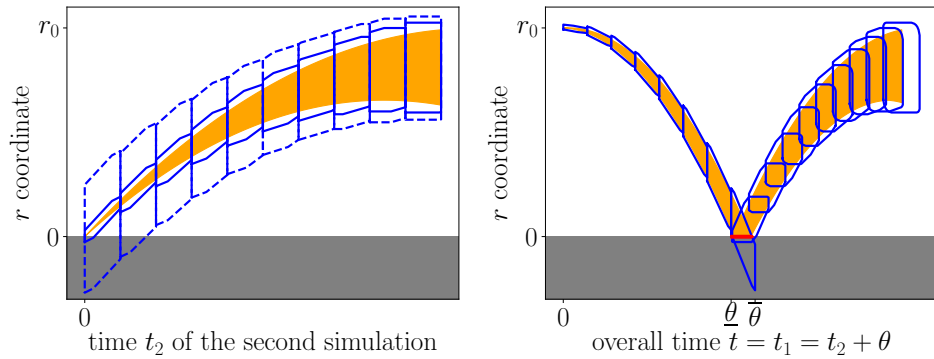 r₀
r coordinate
0
0
time t₂ of the second simulation
r₀
r coordinate
0
0
θ̲
θ̅
overall time t = t₁ = t₂ + θ